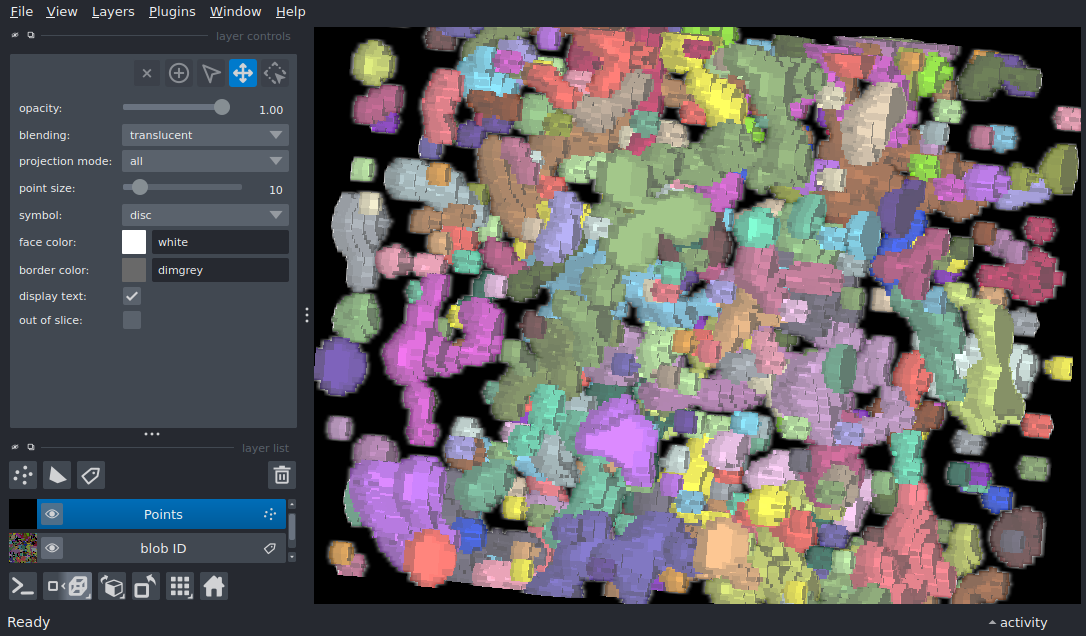 File View Layers Plugins Window Help
layer controls
opacity: 1.00
blending: translucent
projection mode: all
point size: 10
symbol: disc
face color: white
border color: dimgrey
display text:
out of slice:
layer list
Points
blob ID
Ready activity